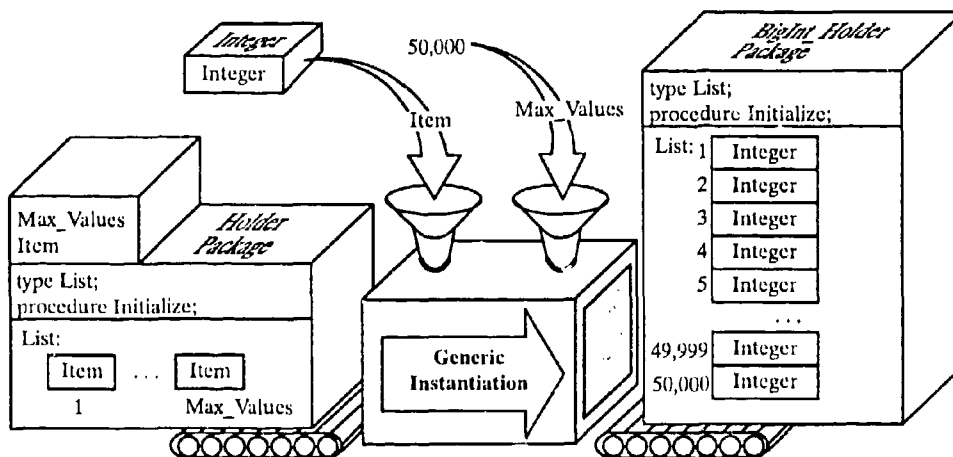 Integer
Integer
50,000
Item
Max_Values
BigInt_Holder
Package
type List;
procedure Initialize;
List: 1 Integer
2 Integer
3 Integer
4 Integer
5 Integer
...
49,999 Integer
50,000 Integer
Max_Values
Item
Holder
Package
type List;
procedure Initialize;
List:
Item ... Item
1 Max_Values
Generic
Instantiation